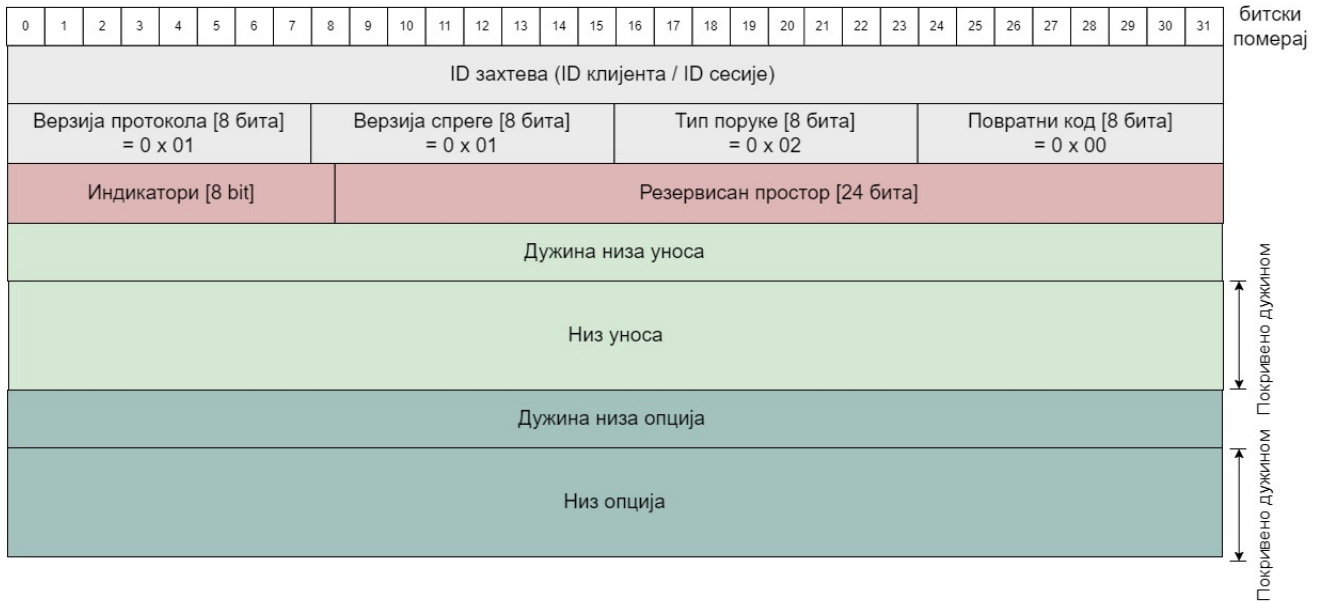 0 1 2 3 4 5 6 7 8 9 10 11 12 13 14 15 16 17 18 19 20 21 22 23 24 25 26 27 28 29 30 31
битски
померај
ID захтева (ID клијента / ID сесије)
Верзија протокола [8 бита]
= 0 x 01
Верзија спреге [8 бита]
= 0 x 01
Тип поруке [8 бита]
= 0 x 02
Повратни код [8 бита]
= 0 x 00
Индикатори [8 bit]
Резервисан простор [24 бита]
Дужина низа уноса
Низ уноса
Покривено дужином
Дужина низа опција
Низ опција
Покривено дужином